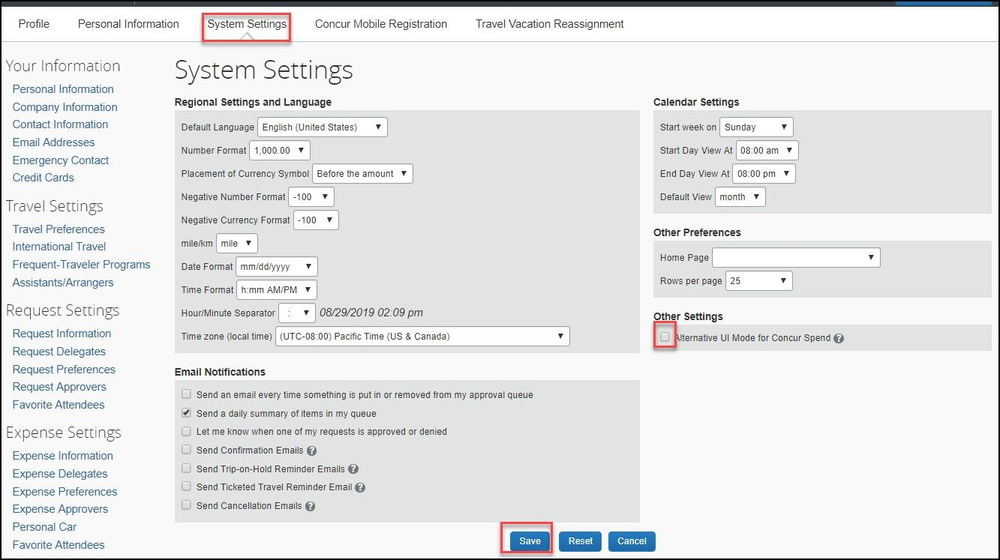 Profile Personal Information System Settings Concur Mobile Registration Travel Vacation Reassignment
Your Information
Personal Information
Company Information
Contact Information
Email Addresses
Emergency Contact
Credit Cards
Travel Settings
Travel Preferences
International Travel
Frequent-Traveler Programs
Assistants/Arrangers
Request Settings
Request Information
Request Delegates
Request Preferences
Request Approvers
Favorite Attendees
Expense Settings
Expense Information
Expense Delegates
Expense Preferences
Expense Approvers
Personal Car
Favorite Attendees
System Settings
Regional Settings and Language
Default Language English (United States)
Number Format 1,000.00
Placement of Currency Symbol Before the amount
Negative Number Format -100
Negative Currency Format -100
mile/km mile
Date Format mm/dd/yyyy
Time Format h:mm AM/PM
Hour/Minute Separator : 08/29/2019 02:09 pm
Time zone (local time) (UTC-08:00) Pacific Time (US & Canada)
Email Notifications
Send an email every time something is put in or removed from my approval queue
Send a daily summary of items in my queue
Let me know when one of my requests is approved or denied
Send Confirmation Emails ?
Send Trip-on-Hold Reminder Emails ?
Send Ticketed Travel Reminder Email ?
Send Cancellation Emails ?
Calendar Settings
Start week on Sunday
Start Day View At 08:00 am
End Day View At 08:00 pm
Default View month
Other Preferences
Home Page
Rows per page 25
Other Settings
Alternative UI Mode for Concur Spend ?
Save Reset Cancel